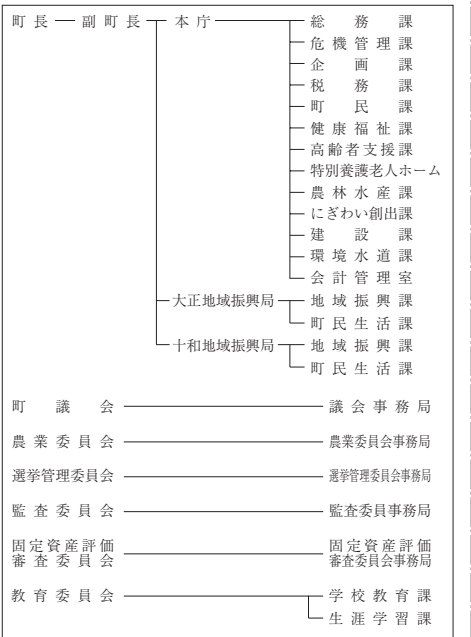 町長 副町長 本庁 総務課
危機管理課
企画課
税務課
町民課
健康福祉課
高齢者支援課
特別養護老人ホーム
農林水産課
にぎわい創出課
建設課
環境水道課
会計管理室
大正地域振興局 地域振興課
町民生活課
十和地域振興局 地域振興課
町民生活課
町議会 議会事務局
農業委員会 農業委員会事務局
選挙管理委員会 選挙管理委員会事務局
監査委員会 監査委員事務局
固定資産評価 固定資産評価
審査委員会 審査委員会事務局
教育委員会 学校教育課
生涯学習課